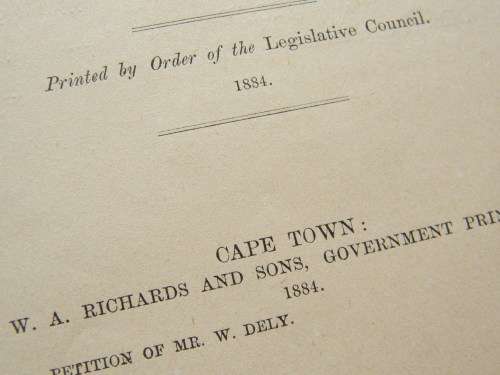 Printed by Order of the Legislative Council.
1884.
CAPE TOWN:
W. A. RICHARDS AND SONS, GOVERNMENT PRIN
1884.
PETITION OF MR. W. DELY.